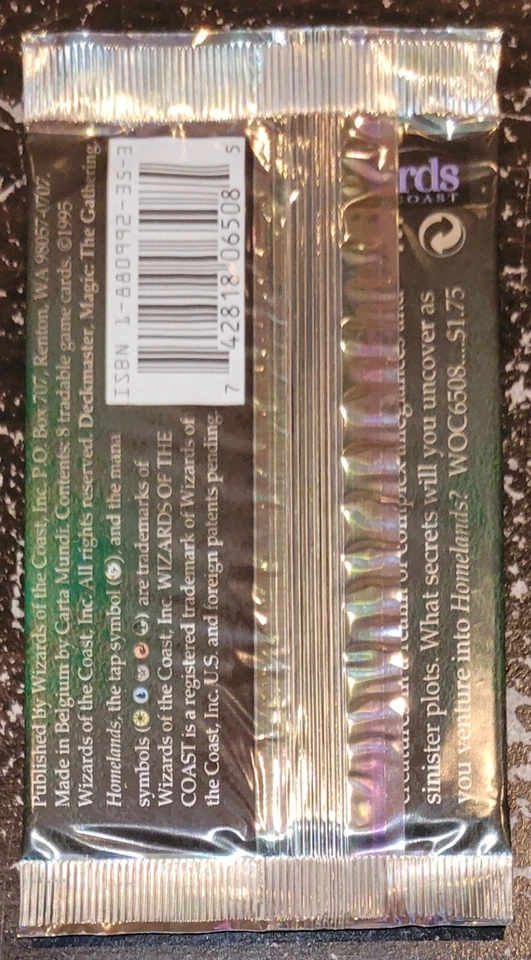 Published by Wizards of the Coast, Inc. P.O. Box 707, Renton, WA 98057-0707.
Made in Belgium by Carta Mundi. Contents: 8 tradable game cards. ©1995
Wizards of the Coast, Inc. All rights reserved. Deckmaster, Magic: The Gathering,
Homelands, the tap symbol ( ), and the mana
symbols ( ) are trademarks of
Wizards of the Coast, Inc. WIZARDS OF THE
COAST is a registered trademark of Wizards of
the Coast, Inc. U.S. and foreign patents pending.
ISBN 1-880992-35-3
7 42818 06508 5
rds
COAST
sinister plots. What secrets will you uncover as
you venture into Homelands? WOC6508....$1.75